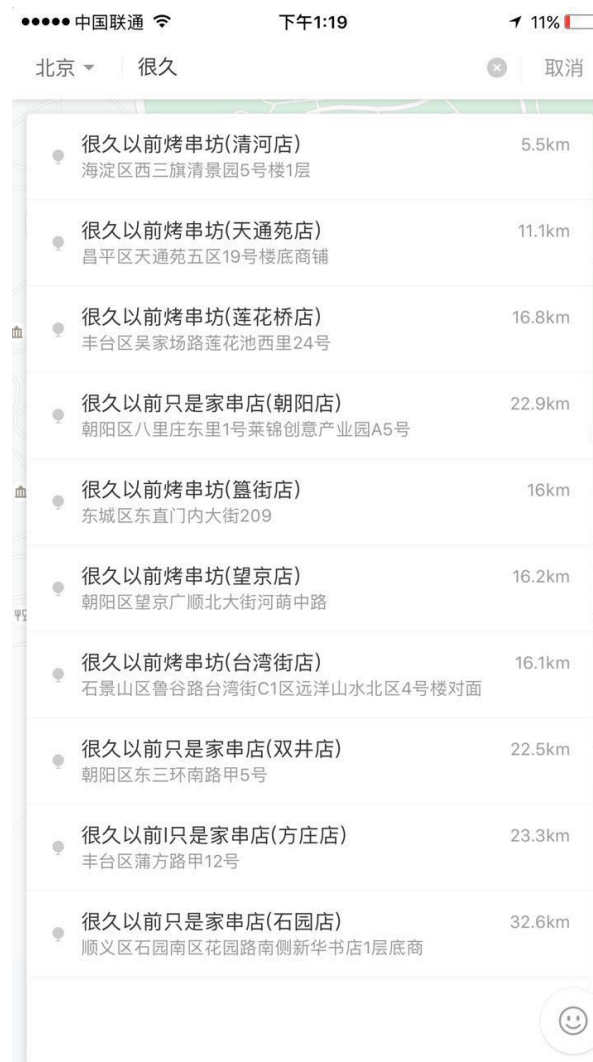 中国联通 下午1:19 11%
北京 很久 取消
很久以前烤串坊(清河店) 5.5km
海淀区西三旗清景园5号楼1层
很久以前烤串坊(天通苑店) 11.1km
昌平区天通苑五区19号楼底商铺
很久以前烤串坊(莲花桥店) 16.8km
丰台区吴家场路莲花池西里24号
很久以前只是家串店(朝阳店) 22.9km
朝阳区八里庄东里1号莱锦创意产业园A5号
很久以前烤串坊(簋街店) 16km
东城区东直门内大街209
很久以前烤串坊(望京店) 16.2km
朝阳区望京广顺北大街河萌中路
很久以前烤串坊(台湾街店) 16.1km
石景山区鲁谷路台湾街C1区远洋山水北区4号楼对面
很久以前只是家串店(双井店) 22.5km
朝阳区东三环南路甲5号
很久以前I只是家串店(方庄店) 23.3km
丰台区蒲方路甲12号
很久以前只是家串店(石园店) 32.6km
顺义区石园南区花园路南侧新华书店1层底商